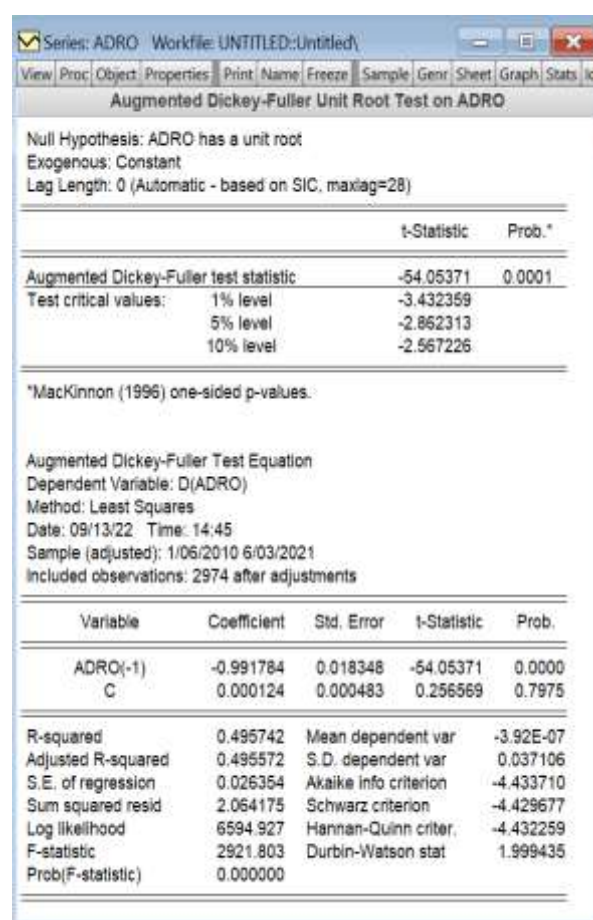 Series: ADRO Workfile: UNTITLED::Untitled\
View Proc Object Properties Print Name Freeze Sample Genr Sheet Graph Stats
Augmented Dickey-Fuller Unit Root Test on ADRO
Null Hypothesis: ADRO has a unit root
Exogenous: Constant
Lag Length: 0 (Automatic - based on SIC, maxlag=28)
t-Statistic Prob.*
Augmented Dickey-Fuller test statistic -54.05371 0.0001
Test critical values: 1% level -3.432359
5% level -2.862313
10% level -2.567226
*MacKinnon (1996) one-sided p-values.
Augmented Dickey-Fuller Test Equation
Dependent Variable: D(ADRO)
Method: Least Squares
Date: 09/13/22 Time: 14:45
Sample (adjusted): 1/06/2010 6/03/2021
Included observations: 2974 after adjustments
Variable Coefficient Std. Error t-Statistic Prob.
ADRO(-1) -0.991784 0.018348 -54.05371 0.0000
C 0.000124 0.000483 0.256569 0.7975
R-squared 0.495742 Mean dependent var -3.92E-07
Adjusted R-squared 0.495572 S.D. dependent var 0.037106
S.E. of regression 0.026354 Akaike info criterion -4.433710
Sum squared resid 2.064175 Schwarz criterion -4.429677
Log likelihood 6594.927 Hannan-Quinn criter. -4.432259
F-statistic 2921.803 Durbin-Watson stat 1.999435
Prob(F-statistic) 0.000000